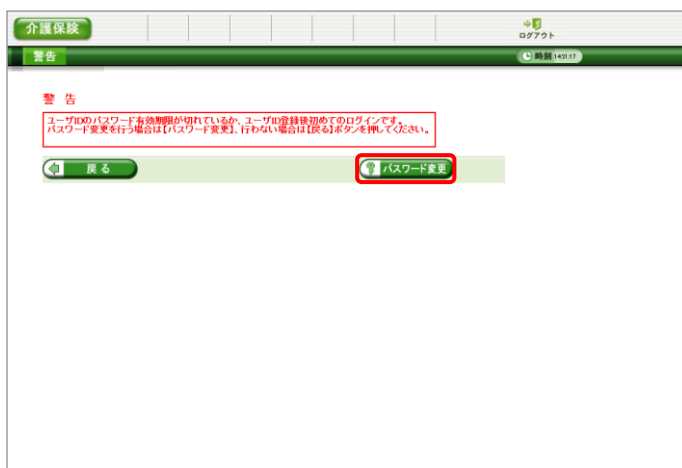 介護保険
ログアウト
警告
時刻 14:21:17
警 告
ユーザIDのパスワード有効期限が切れているか、ユーザID登録後初めてのログインです。
パスワード変更を行う場合は【パスワード変更】、行わない場合は【戻る】ボタンを押してください。
戻る
パスワード変更